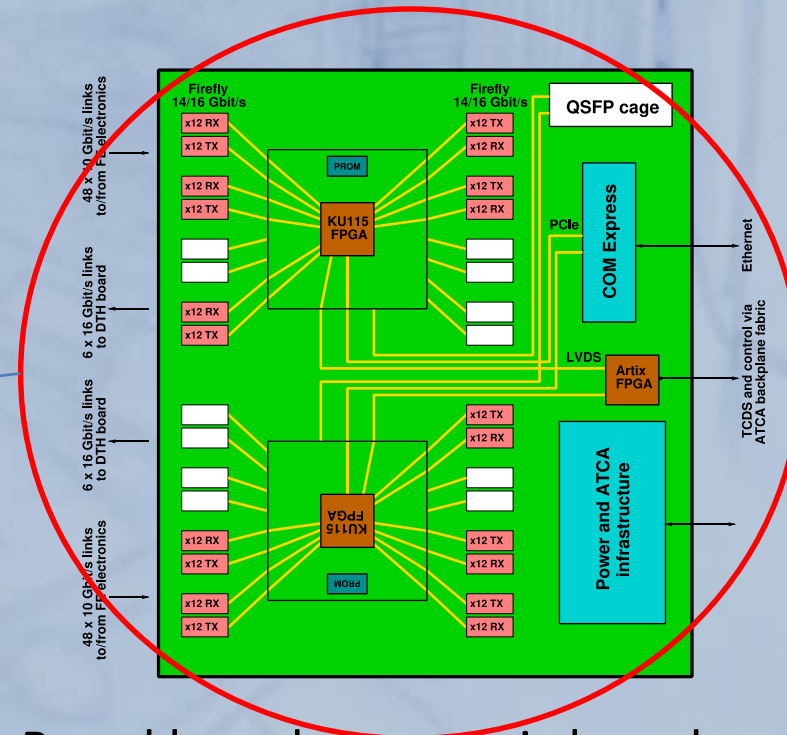 Firefly
14/16 Gbit/s
Firefly
14/16 Gbit/s
QSFP cage
48 x 10 Gbit/s links
to/from FE electronics
x12 RX
x12 TX
x12 RX
x12 TX
x12 RX
x12 TX
PROM
KU115
FPGA
x12 TX
x12 RX
x12 TX
x12 RX
PCIe
COM Express
Ethernet
6 x 16 Gbit/s links
to DTH board
LVDS
Artix
FPGA
TCDS and control via
ATCA backplane fabric
6 x 16 Gbit/s links
to DTH board
x12 TX
x12 RX
KU115
FPGA
PROM
x12 RX
x12 TX
x12 RX
x12 TX
x12 TX
x12 RX
x12 TX
x12 RX
Power and ATCA
infrastructure
48 x 10 Gbit/s links
to/from FE electronics